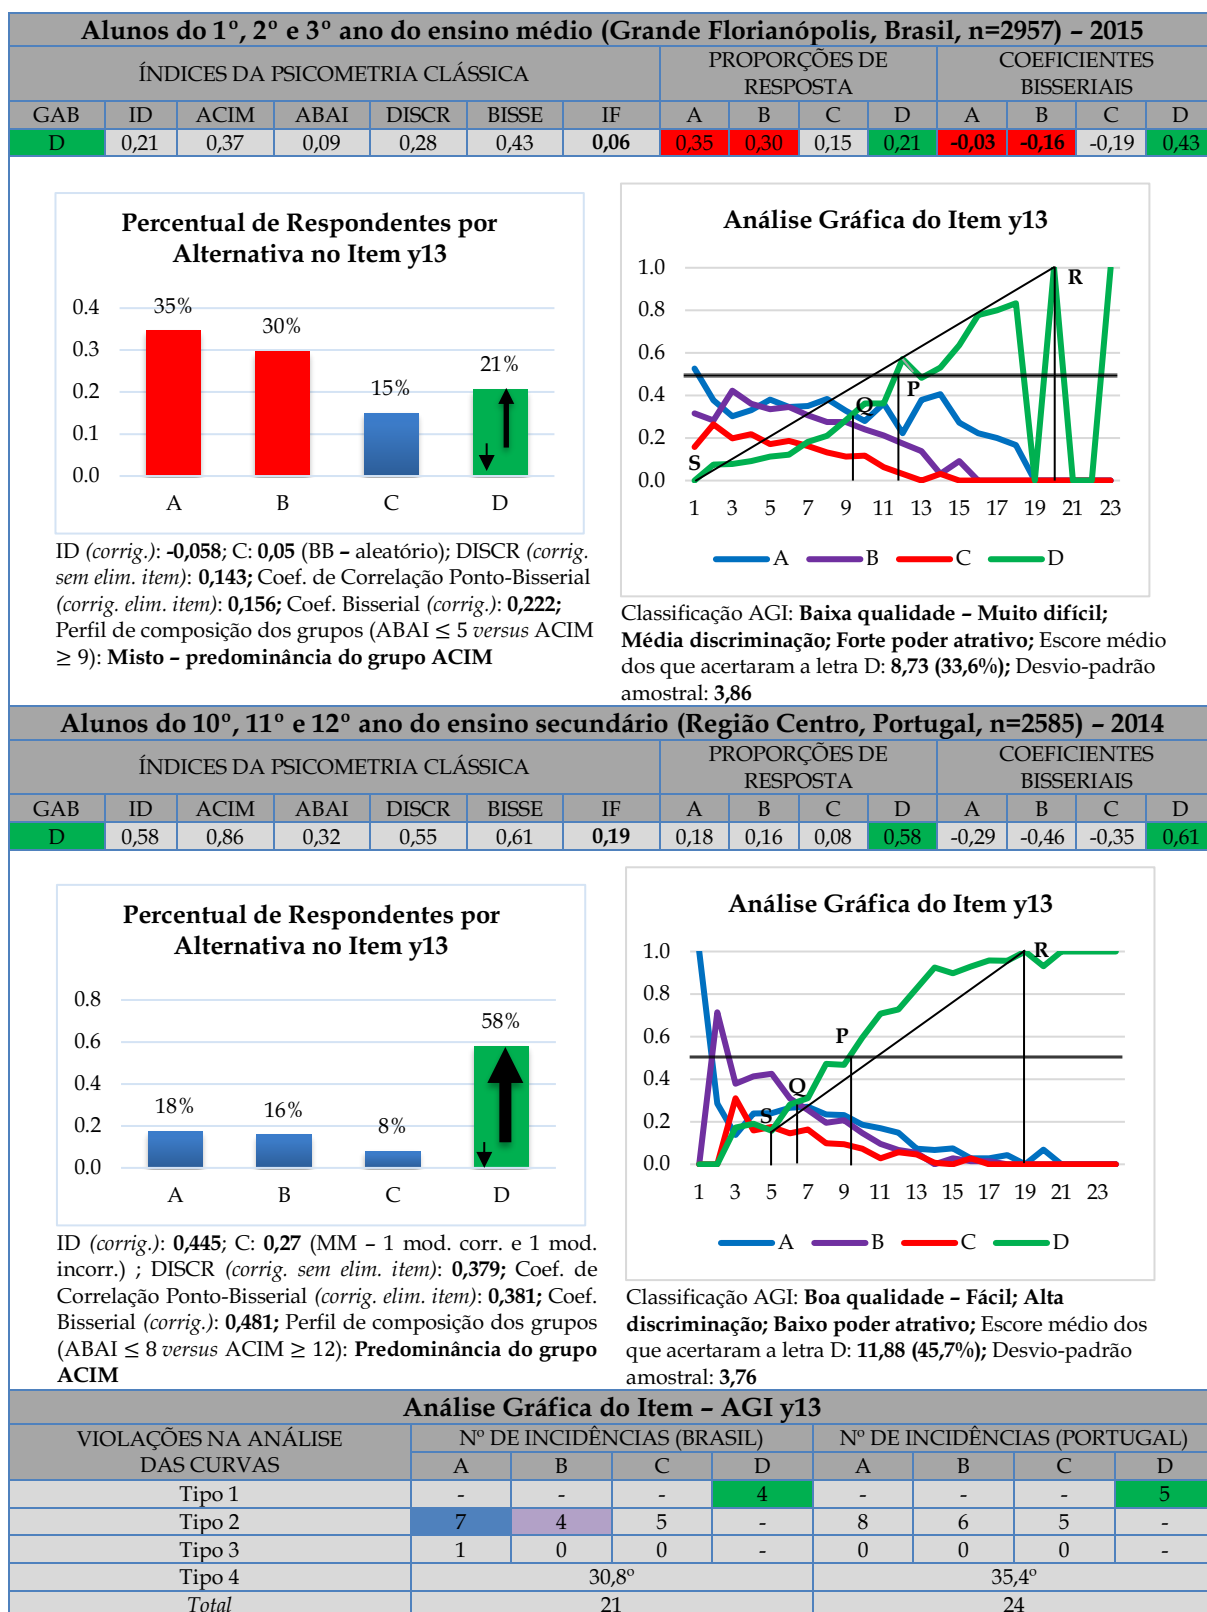 Alunos do 1º, 2º e 3º ano do ensino médio (Grande Florianópolis, Brasil, n=2957) – 2015
ÍNDICES DA PSICOMETRIA CLÁSSICA
PROPORÇÕES DE RESPOSTA
COEFICIENTES BISSERIAIS
GAB ID ACIM ABAI DISCR BISSE IF A B C D A B C D
D 0,21 0,37 0,09 0,28 0,43 0,06 0,35 0,30 0,15 0,21 -0,03 -0,16 -0,19 0,43
Percentual de Respondentes por
Alternativa no Item y13
0.4
0.3
0.2
0.1
0.0
35%
30%
15%
21%
A B C D
ID (corrig.): -0,058; C: 0,05 (BB – aleatório); DISCR (corrig.
sem elim. item): 0,143; Coef. de Correlação Ponto-Bisserial
(corrig. elim. item): 0,156; Coef. Bisserial (corrig.): 0,222;
Perfil de composição dos grupos (ABAI ≤ 5 versus ACIM
≥ 9): Misto – predominância do grupo ACIM
Análise Gráfica do Item y13
1.0
0.8
0.6
0.4
0.2
0.0
S
Q
P
R
1 3 5 7 9 11 13 15 17 19 21 23
A B C D
Classificação AGI: Baixa qualidade – Muito difícil;
Média discriminação; Forte poder atrativo; Escore médio
dos que acertaram a letra D: 8,73 (33,6%); Desvio-padrão
amostral: 3,86
Alunos do 10º, 11º e 12º ano do ensino secundário (Região Centro, Portugal, n=2585) – 2014
ÍNDICES DA PSICOMETRIA CLÁSSICA
PROPORÇÕES DE RESPOSTA
COEFICIENTES BISSERIAIS
GAB ID ACIM ABAI DISCR BISSE IF A B C D A B C D
D 0,58 0,86 0,32 0,55 0,61 0,19 0,18 0,16 0,08 0,58 -0,29 -0,46 -0,35 0,61
Percentual de Respondentes por
Alternativa no Item y13
0.8
0.6
0.4
0.2
0.0
18%
16%
8%
58%
A B C D
ID (corrig.): 0,445; C: 0,27 (MM – 1 mod. corr. e 1 mod.
incorr.) ; DISCR (corrig. sem elim. item): 0,379; Coef. de
Correlação Ponto-Bisserial (corrig. elim. item): 0,381; Coef.
Bisserial (corrig.): 0,481; Perfil de composição dos grupos
(ABAI ≤ 8 versus ACIM ≥ 12): Predominância do grupo
ACIM
Análise Gráfica do Item y13
1.0
0.8
0.6
0.4
0.2
0.0
S
Q
P
R
1 3 5 7 9 11 13 15 17 19 21 23
A B C D
Classificação AGI: Boa qualidade – Fácil; Alta
discriminação; Baixo poder atrativo; Escore médio dos
que acertaram a letra D: 11,88 (45,7%); Desvio-padrão
amostral: 3,76
Análise Gráfica do Item – AGI y13
VIOLAÇÕES NA ANÁLISE DAS CURVAS
Nº DE INCIDÊNCIAS (BRASIL)
Nº DE INCIDÊNCIAS (PORTUGAL)
A B C D A B C D
Tipo 1 - - - 4 - - - 5
Tipo 2 7 4 5 - 8 6 5 -
Tipo 3 1 0 0 - 0 0 0 -
Tipo 4 30,8º 35,4º
Total 21 24